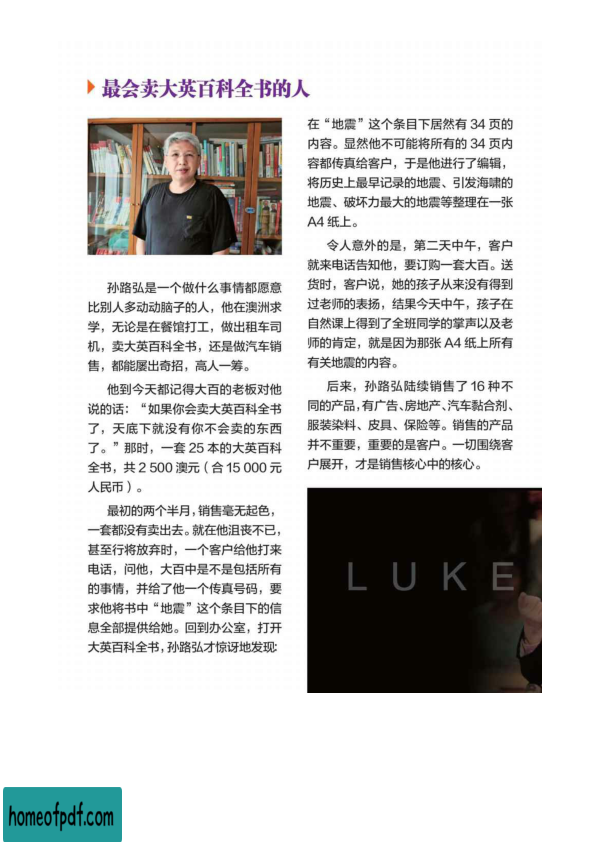 最会卖大英百科全书的人
孙路弘是一个做什么事情都愿意
比别人多动动脑子的人，他在澳洲求
学，无论是在餐馆打工，做出租车司
机，卖大英百科全书，还是做汽车销
售，都能屡出奇招，高人一筹。
他到今天都记得大百的老板对他
说的话：“如果你会卖大英百科全书
了，天底下就没有你不会卖的东西
了。”那时，一套 25 本的大英百科
全书，共 2 500 澳元（合 15 000 元
人民币）。
最初的两个半月，销售毫无起色，
一套都没有卖出去。就在他沮丧不已，
甚至行将放弃时，一个客户给他打来
电话，问他，大百中是不是包括所有
的事情，并给了他一个传真号码，要
求他将书中“地震”这个条目下的信
息全部提供给她。回到办公室，打开
大英百科全书，孙路弘才惊讶地发现：
在“地震”这个条目下居然有 34 页的
内容。显然他不可能将所有的 34 页内
容都传真给客户，于是他进行了编辑，
将历史上最早记录的地震、引发海啸的
地震、破坏力最大的地震等整理在一张
A4 纸上。
令人意外的是，第二天中午，客户
就来电话告知他，要订购一套大百。送
货时，客户说，她的孩子从来没有得到
过老师的表扬，结果今天中午，孩子在
自然课上得到了全班同学的掌声以及老
师的肯定，就是因为那张 A4 纸上所有
有关地震的内容。
后来，孙路弘陆续销售了 16 种不
同的产品，有广告、房地产、汽车黏合剂、
服装染料、皮具、保险等。销售的产品
并不重要，重要的是客户。一切围绕客
户展开，才是销售核心中的核心。
LUKE
homeofpdf.com